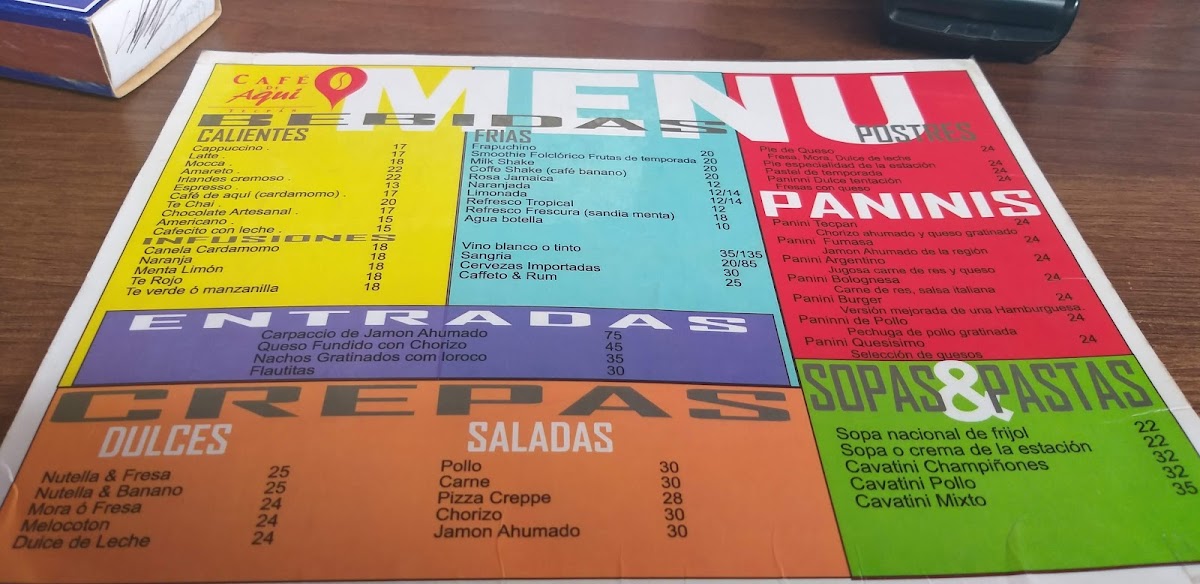 CAFÉ
De
Aquí
TECPÁN
MENU
BEBIDAS
CALIENTES
Cappuccino . 17
Latte . 17
Mocca . 18
Amareto . 22
Irlandes cremoso . 22
Espresso . 13
Café de aquí (cardamomo) . 17
Te Chai . 20
Chocolate Artesanal . 17
Americano . 15
Cafecito con leche . 15
INFUSIONES
Canela Cardamomo 18
Naranja 18
Menta Limón 18
Te Rojo 18
Te verde ó manzanilla 18
FRIAS
Frapuchino 20
Smoothie Folclórico Frutas de temporada 20
Milk Shake 20
Coffe Shake (café banano) 20
Rosa Jamaica 12
Naranjada 12/14
Limonada 12/14
Refresco Tropical 12
Refresco Frescura (sandia menta) 18
Agua botella 10
Vino blanco o tinto 35/135
Sangria 20/85
Cervezas Importadas 30
Caffeto & Rum 25
POSTRES
Pie de Queso 24
Fresa, Mora, Dulce de leche
Pie especialidad de la estación 24
Pastel de temporada 24
Paninni Dulce tentación 24
Fresas con queso
PANINIS
Panini Tecpan 24
Chorizo ahumado y queso gratinado
Panini Fumasa 24
Jamon Ahumado de la región
Panini Argentino 24
Jugosa carne de res y queso
Panini Bolognesa 24
Carne de res, salsa italiana
Panini Burger 24
Versión mejorada de una Hamburguesa.
Paninni de Pollo 24
Pechuga de pollo gratinada
Panini Quesisimo 24
Selección de quesos
ENTRADAS
Carpaccio de Jamon Ahumado 75
Queso Fundido con Chorizo 45
Nachos Gratinados com loroco 35
Flautitas 30
CREPAS
DULCES
Nutella & Fresa 25
Nutella & Banano 25
Mora ó Fresa 24
Melocoton 24
Dulce de Leche 24
SALADAS
Pollo 30
Carne 30
Pizza Creppe 28
Chorizo 30
Jamon Ahumado 30
SOPAS & PASTAS
Sopa nacional de frijol 22
Sopa o crema de la estación 22
Cavatini Champiñones 32
Cavatini Pollo 32
Cavatini Mixto 35